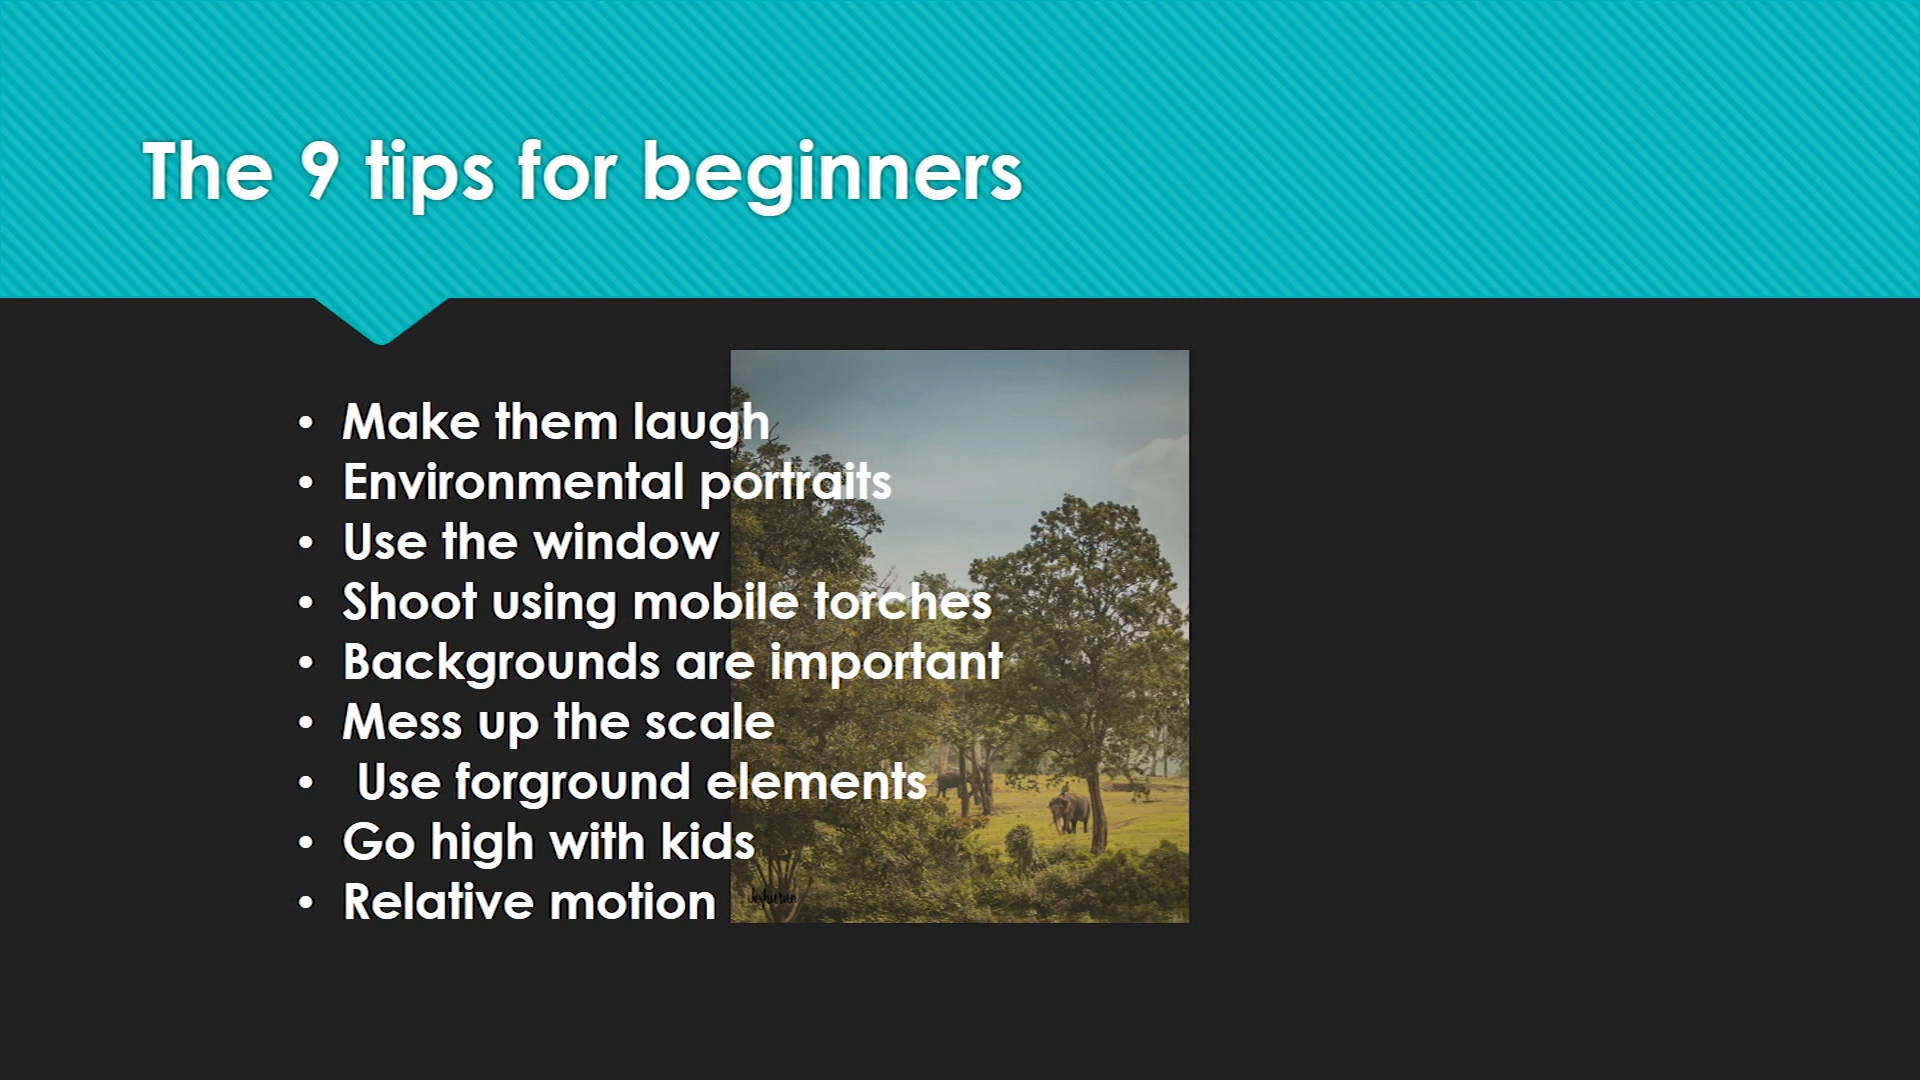 The 9 tips for beginners
• Make them laugh
• Environmental portraits
• Use the window
• Shoot using mobile torches
• Backgrounds are important
• Mess up the scale
• Use forground elements
• Go high with kids
• Relative motion